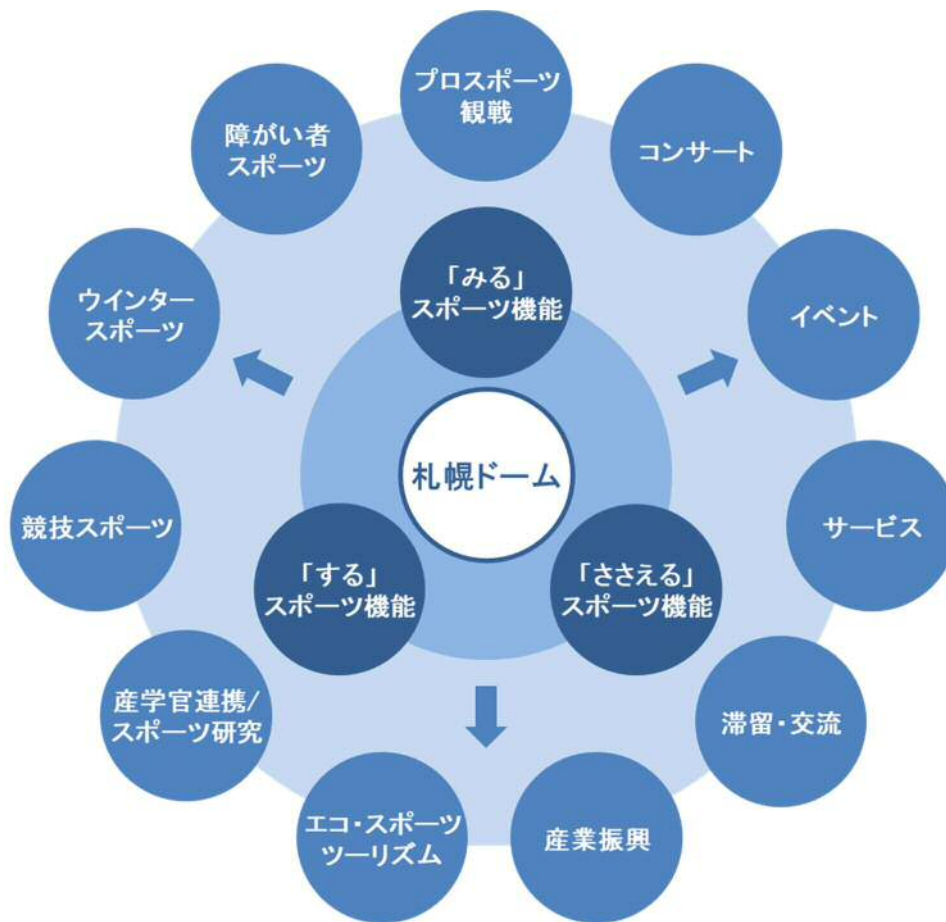 プロスポーツ
観戦
コンサート
イベント
サービス
滞留・交流
産業振興
エコ・スポーツ
ツーリズム
産学官連携/
スポーツ研究
競技スポーツ
ウインター
スポーツ
障がい者
スポーツ
「みる」
スポーツ機能
「ささえる」
スポーツ機能
「する」
スポーツ機能
札幌ドーム